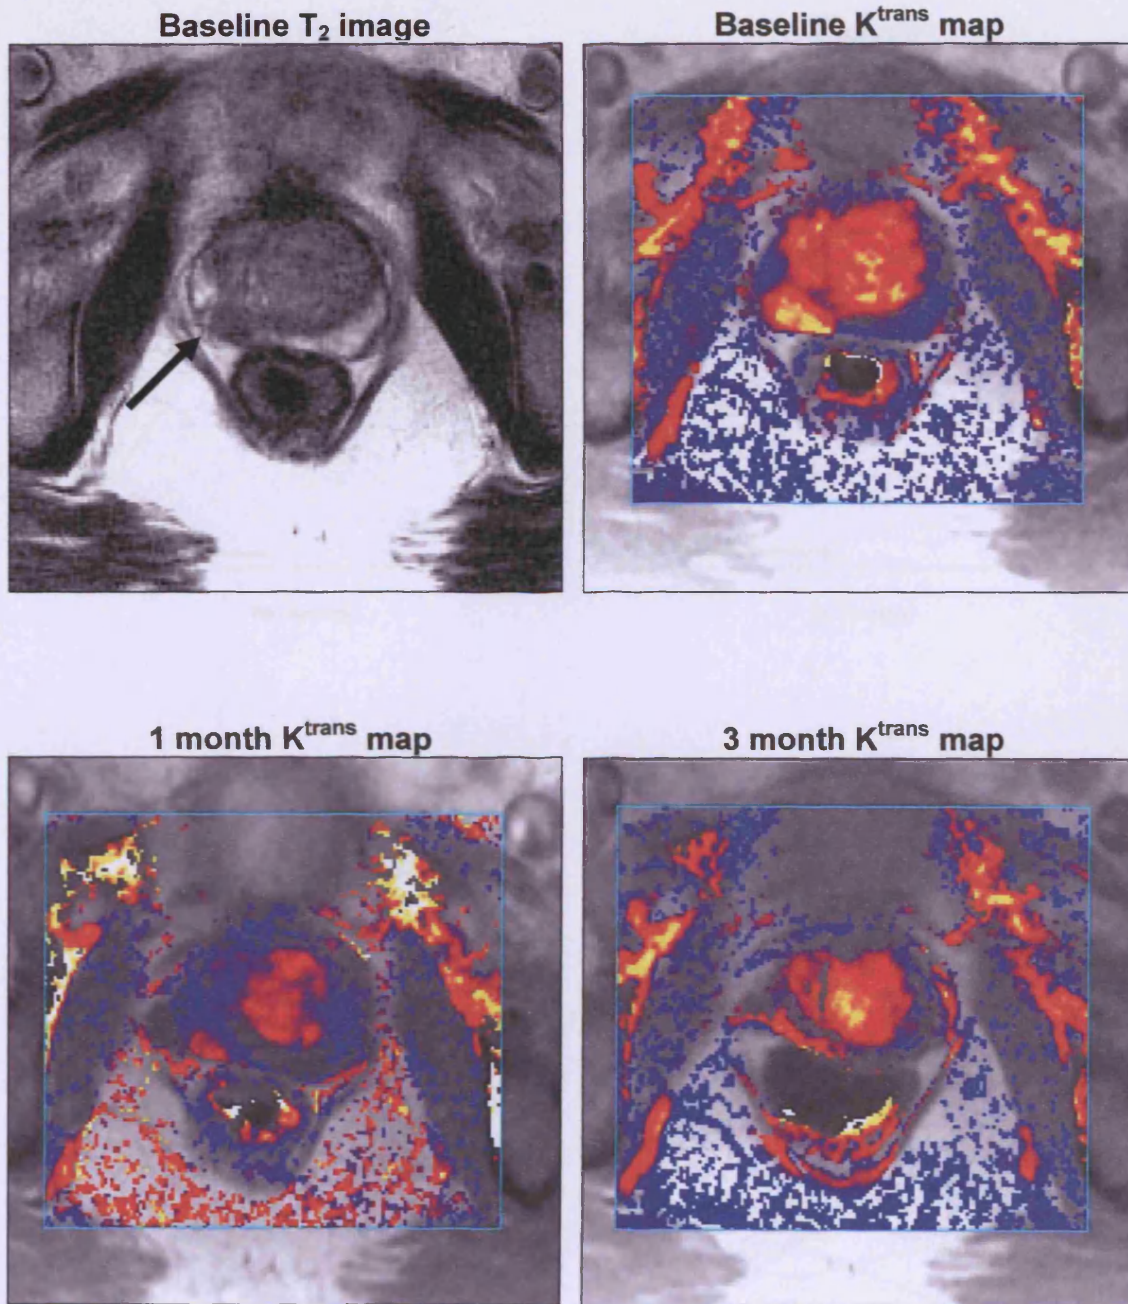 Baseline T₂ image
Baseline Kᵗʳᵃⁿˢ map
1 month Kᵗʳᵃⁿˢ map
3 month Kᵗʳᵃⁿˢ map